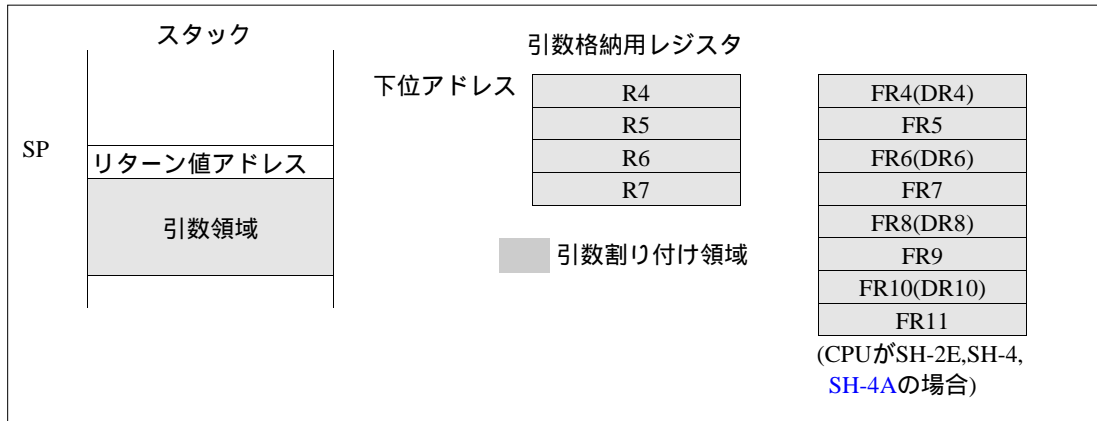 スタック
SP
リターン値アドレス
引数領域
引数格納用レジスタ
下位アドレス
R4
R5
R6
R7
引数割り付け領域
FR4(DR4)
FR5
FR6(DR6)
FR7
FR8(DR8)
FR9
FR10(DR10)
FR11
(CPUがSH-2E,SH-4,
SH-4Aの場合)